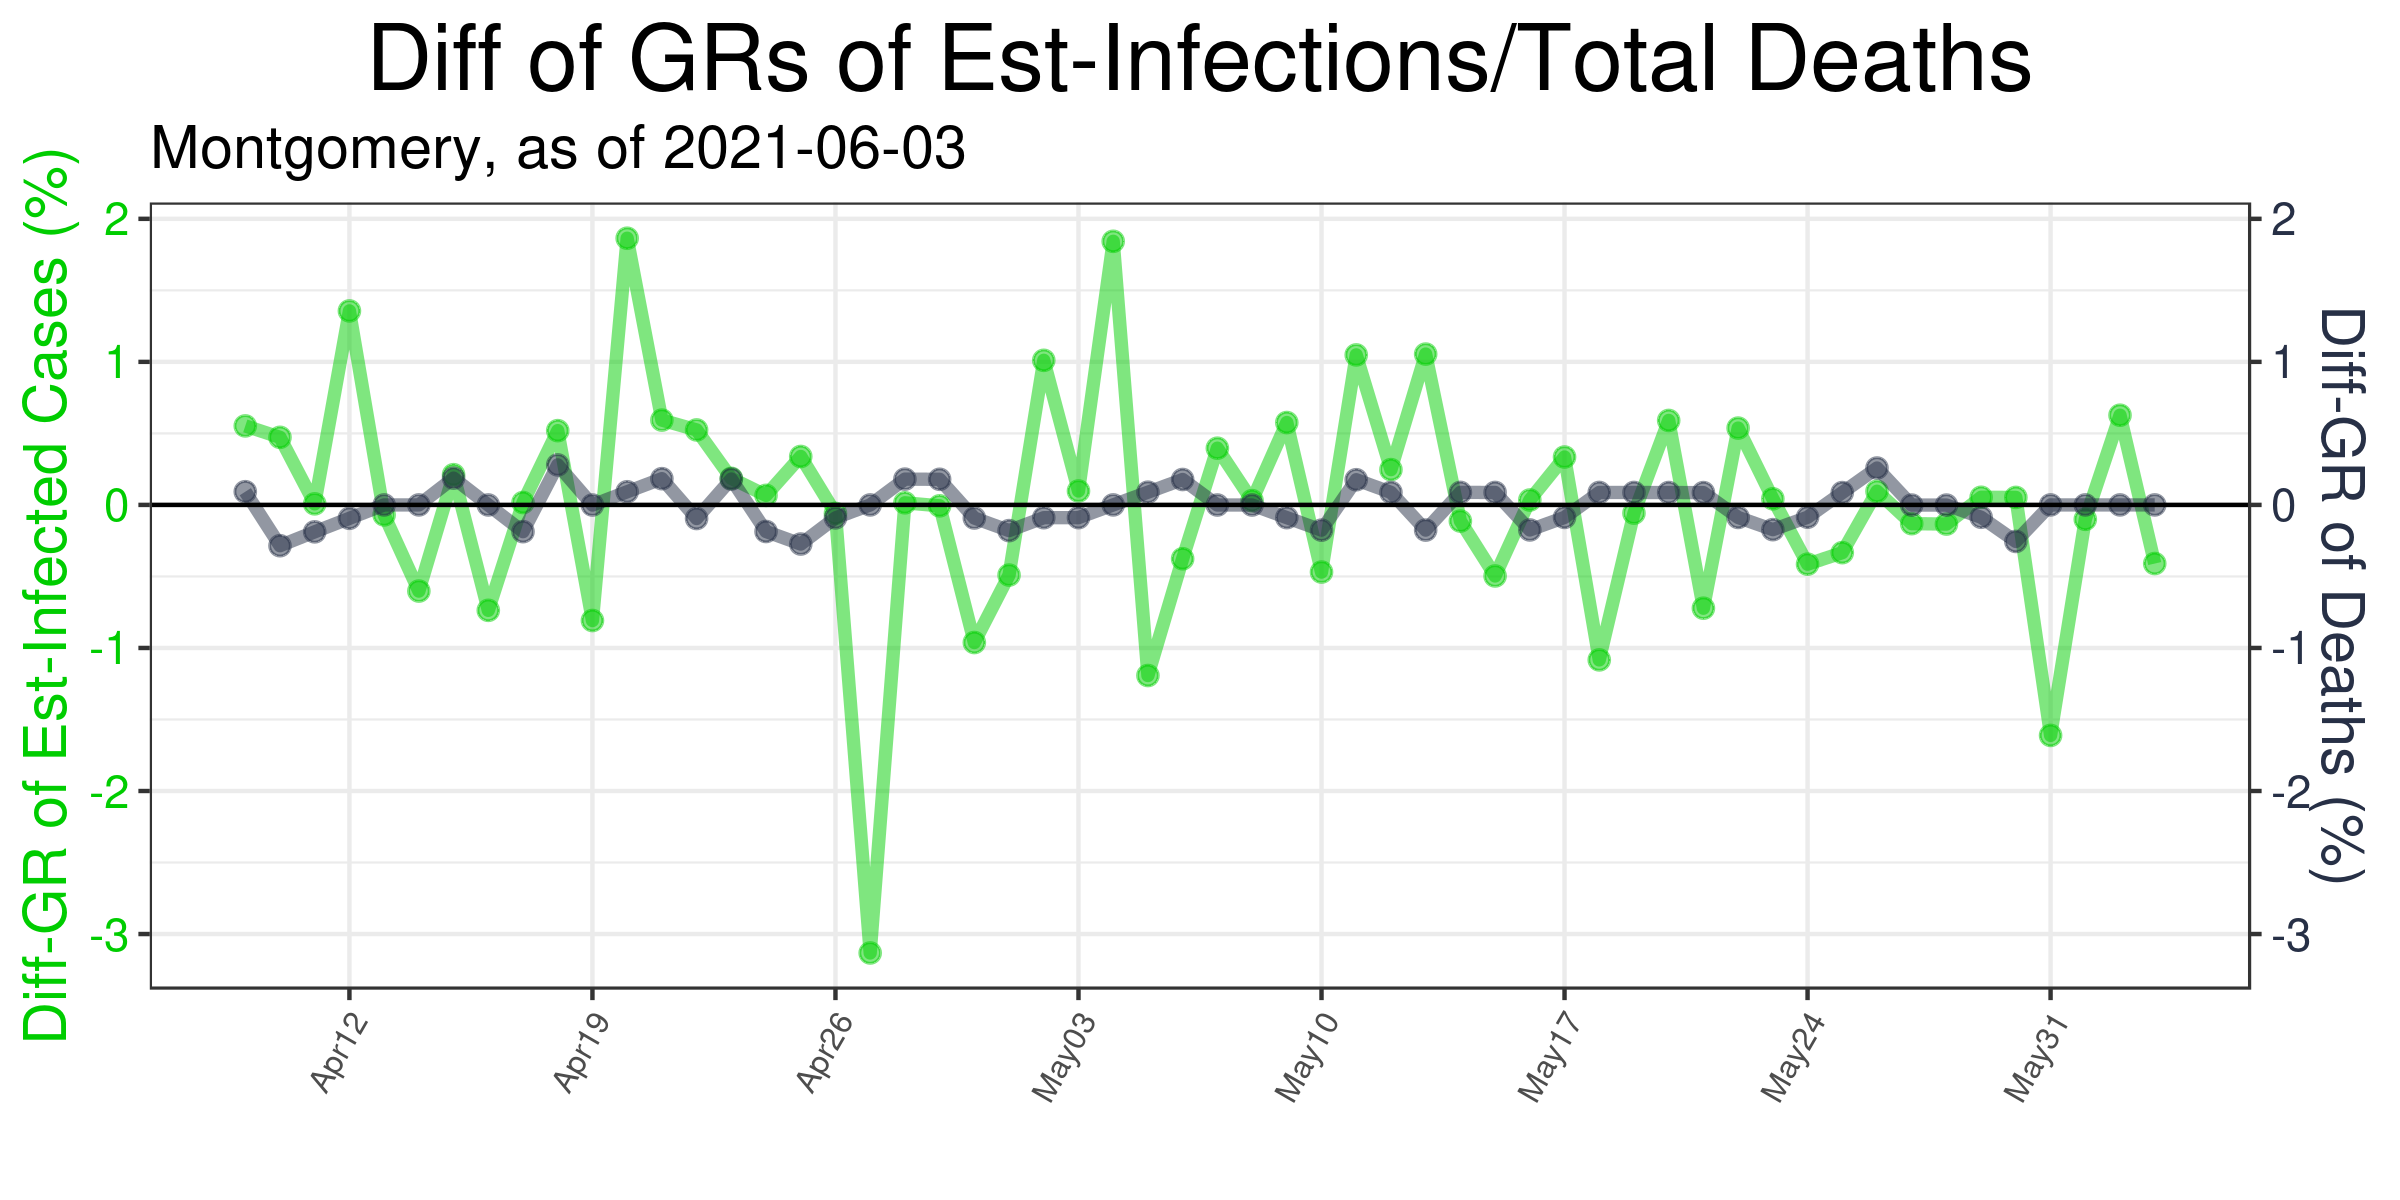 Diff of GRs of Est-Infections/Total Deaths
Montgomery, as of 2021-06-03
Diff-GR of Est-Infected Cases (%)
2
1
0
-1
-2
-3
2
1
0
-1
-2
-3
Diff-GR of Deaths (%)
Apr12
Apr19
Apr26
May03
May10
May17
May24
May31